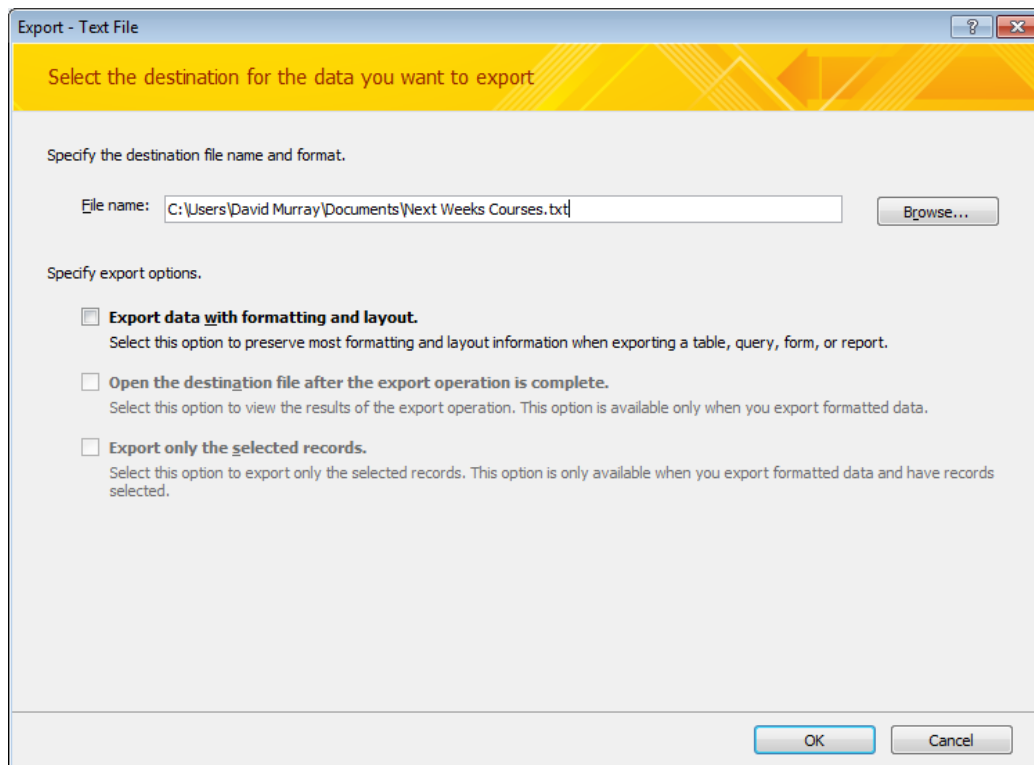 Export - Text File
Select the destination for the data you want to export
Specify the destination file name and format.
File name: C:\Users\David Murray\Documents\Next Weeks Courses.txt Browse...
Specify export options.
Export data with formatting and layout.
Select this option to preserve most formatting and layout information when exporting a table, query, form, or report.
Open the destination file after the export operation is complete.
Select this option to view the results of the export operation. This option is available only when you export formatted data.
Export only the selected records.
Select this option to export only the selected records. This option is only available when you export formatted data and have records
selected.
OK Cancel